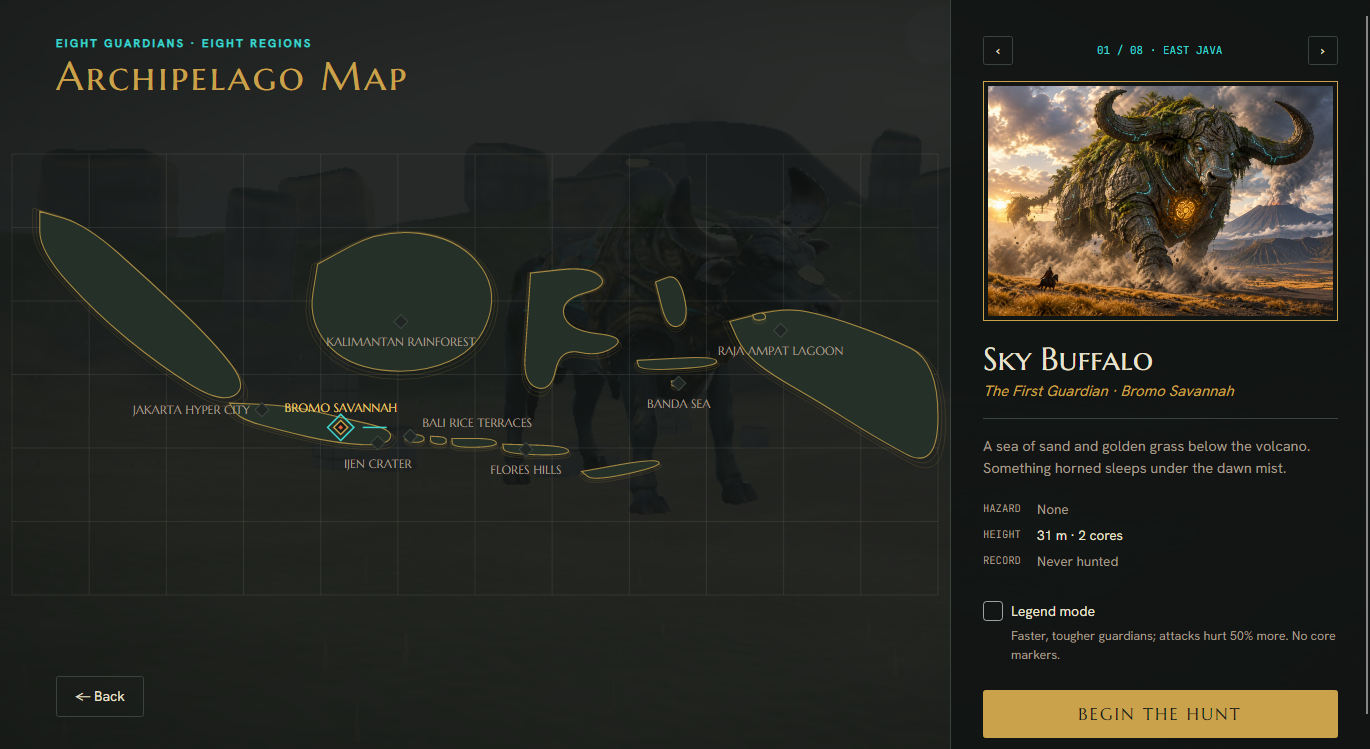 EIGHT GUARDIANS · EIGHT REGIONS
Archipelago Map
KALIMANTAN RAINFOREST
RAJA AMPAT LAGOON
JAKARTA HYPER CITY
BROMO SAVANNAH
BANDA SEA
BALI RICE TERRACES
IJEN CRATER
FLORES HILLS
← Back
‹ 01 / 08 · EAST JAVA ›
Sky Buffalo
The First Guardian · Bromo Savannah
A sea of sand and golden grass below the volcano.
Something horned sleeps under the dawn mist.
HAZARD None
HEIGHT 31 m · 2 cores
RECORD Never hunted
Legend mode
Faster, tougher guardians; attacks hurt 50% more. No core
markers.
BEGIN THE HUNT